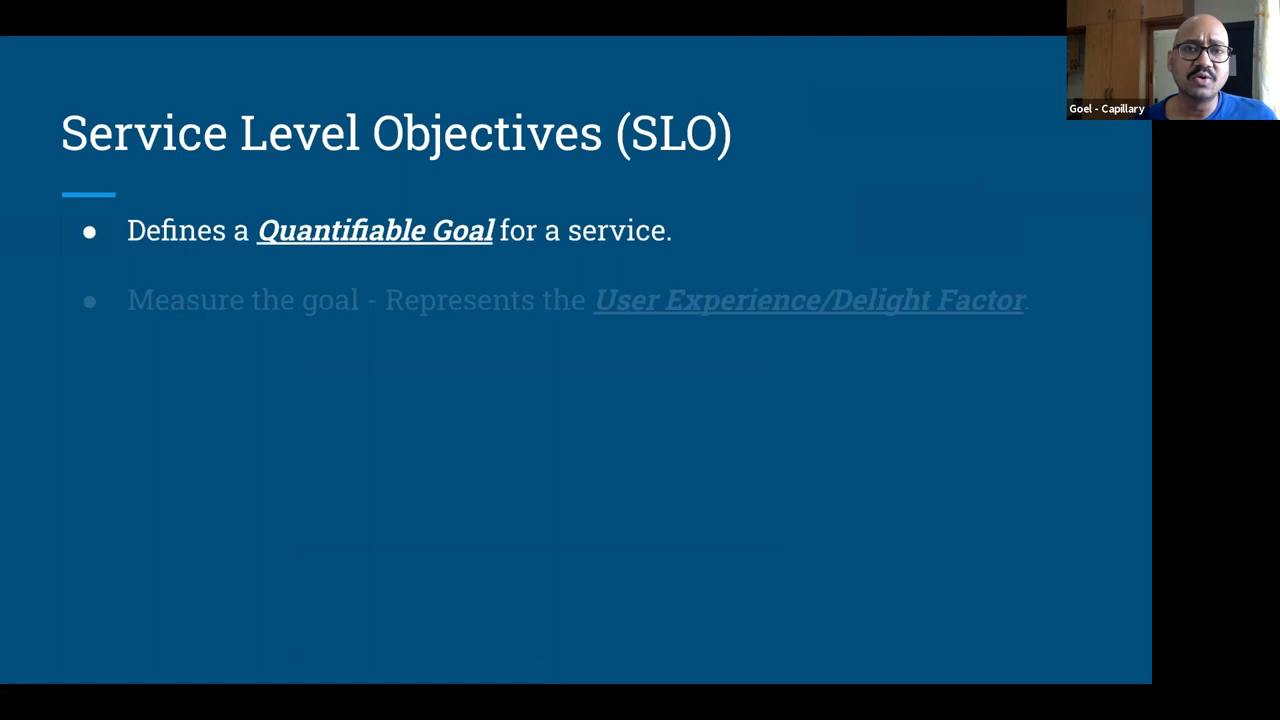 Goel - Capillary
Service Level Objectives (SLO)
● Defines a Quantifiable Goal for a service.
● Measure the goal - Represents the User Experience/Delight Factor.